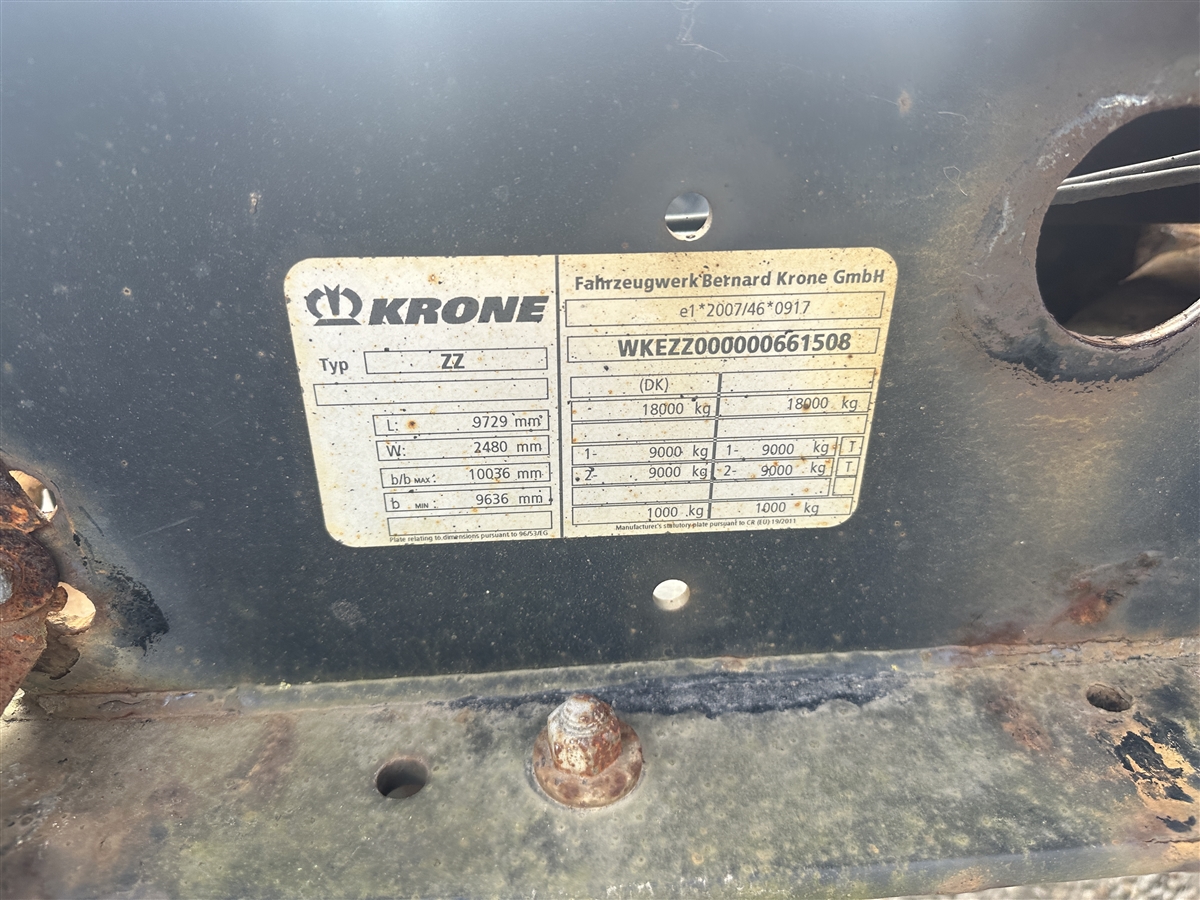 KRONE
Typ ZZ
L: 9729 mm
W: 2480 mm
b/b MAX: 10036 mm
b MIN: 9636 mm
Plate relating to dimensions pursuant to 96/53/EG
Fahrzeugwerk Bernard Krone GmbH
e1*2007/46*0917
WKEZZ000000661508
(DK)
18000 kg 18000 kg
1- 9000 kg 1- 9000 kg T
2- 9000 kg 2- 9000 kg T
1000 kg 1000 kg
Manufacturer's statutory plate pursuant to CR (EU) 19/2011